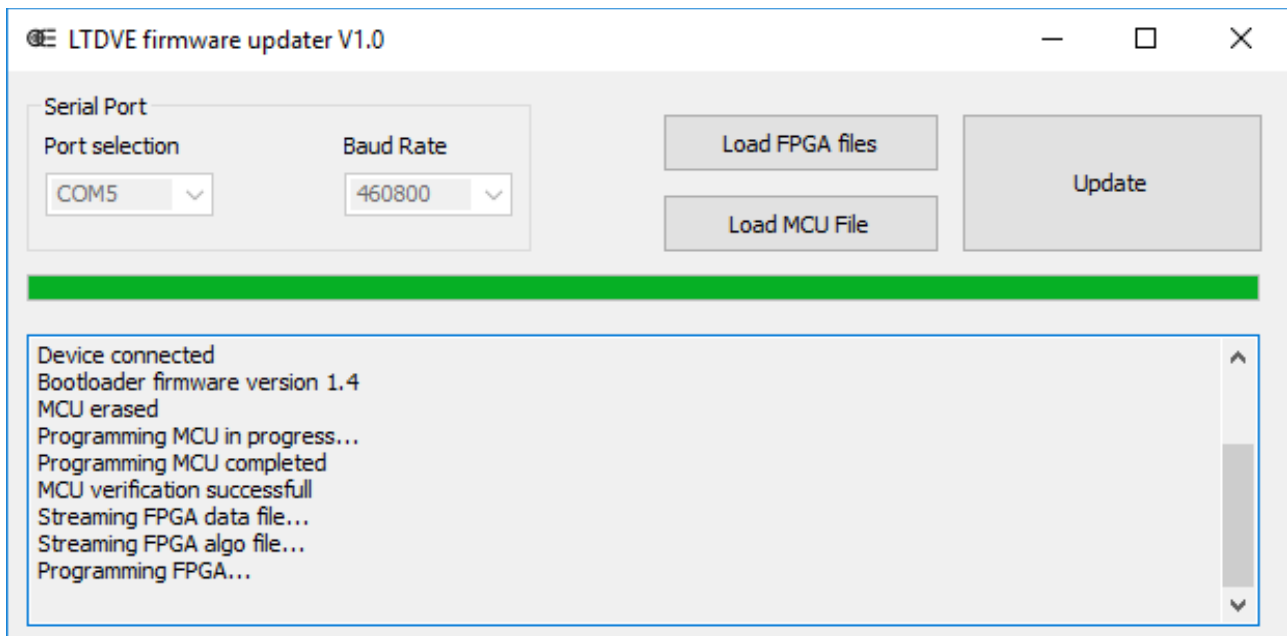 LTDVE firmware updater V1.0
Serial Port
Port selection
Baud Rate
COM5
460800
Load FPGA files
Load MCU File
Update
Device connected
Bootloader firmware version 1.4
MCU erased
Programming MCU in progress...
Programming MCU completed
MCU verification successfull
Streaming FPGA data file...
Streaming FPGA algo file...
Programming FPGA...